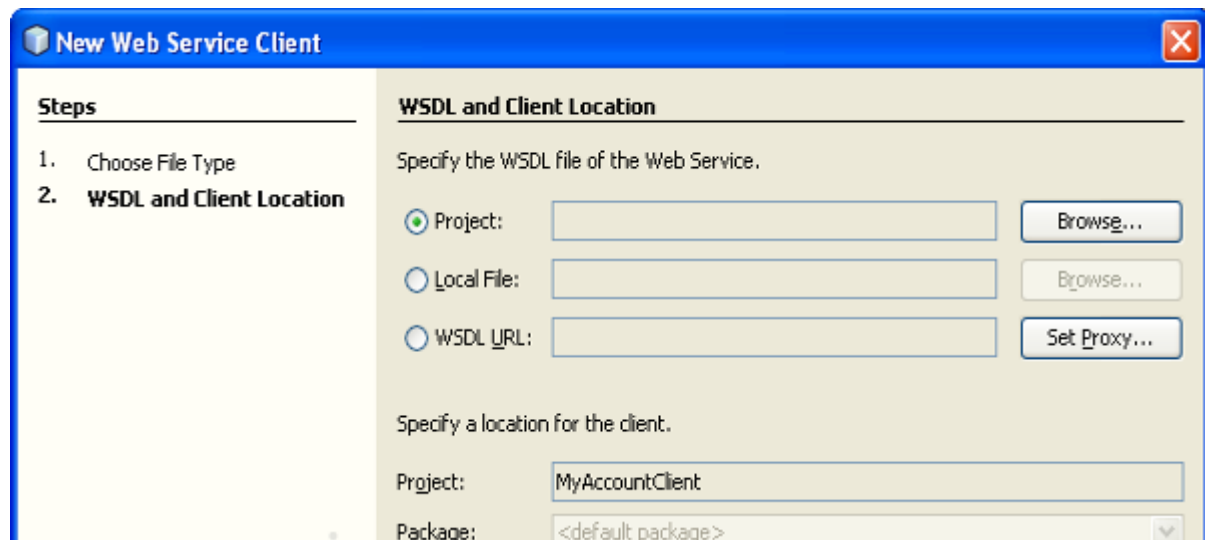 New Web Service Client
Steps
1. Choose File Type
2. WSDL and Client Location
WSDL and Client Location
Specify the WSDL file of the Web Service.
Project: Browse...
Local File: Browse...
WSDL URL: Set Proxy...
Specify a location for the client.
Project: MyAccountClient
Package: <default package>